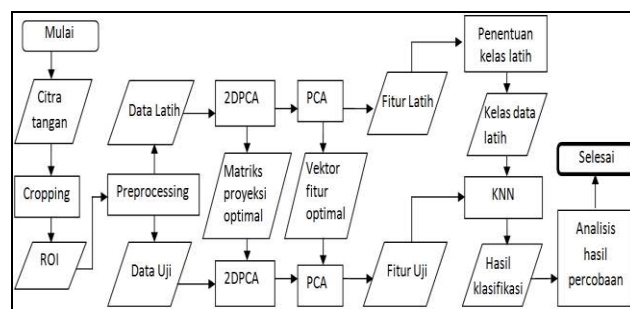 Mulai
Citra
tangan
Cropping
ROI
Preprocessing
Data Latih
Data Uji
2DPCA
PCA
Matriks
proyeksi
optimal
Vektor
fitur
optimal
2DPCA
PCA
Fitur Latih
Fitur Uji
Penentuan
kelas latih
Kelas data
latih
KNN
Hasil
klasifikasi
Analisis
hasil
percobaan
Selesai